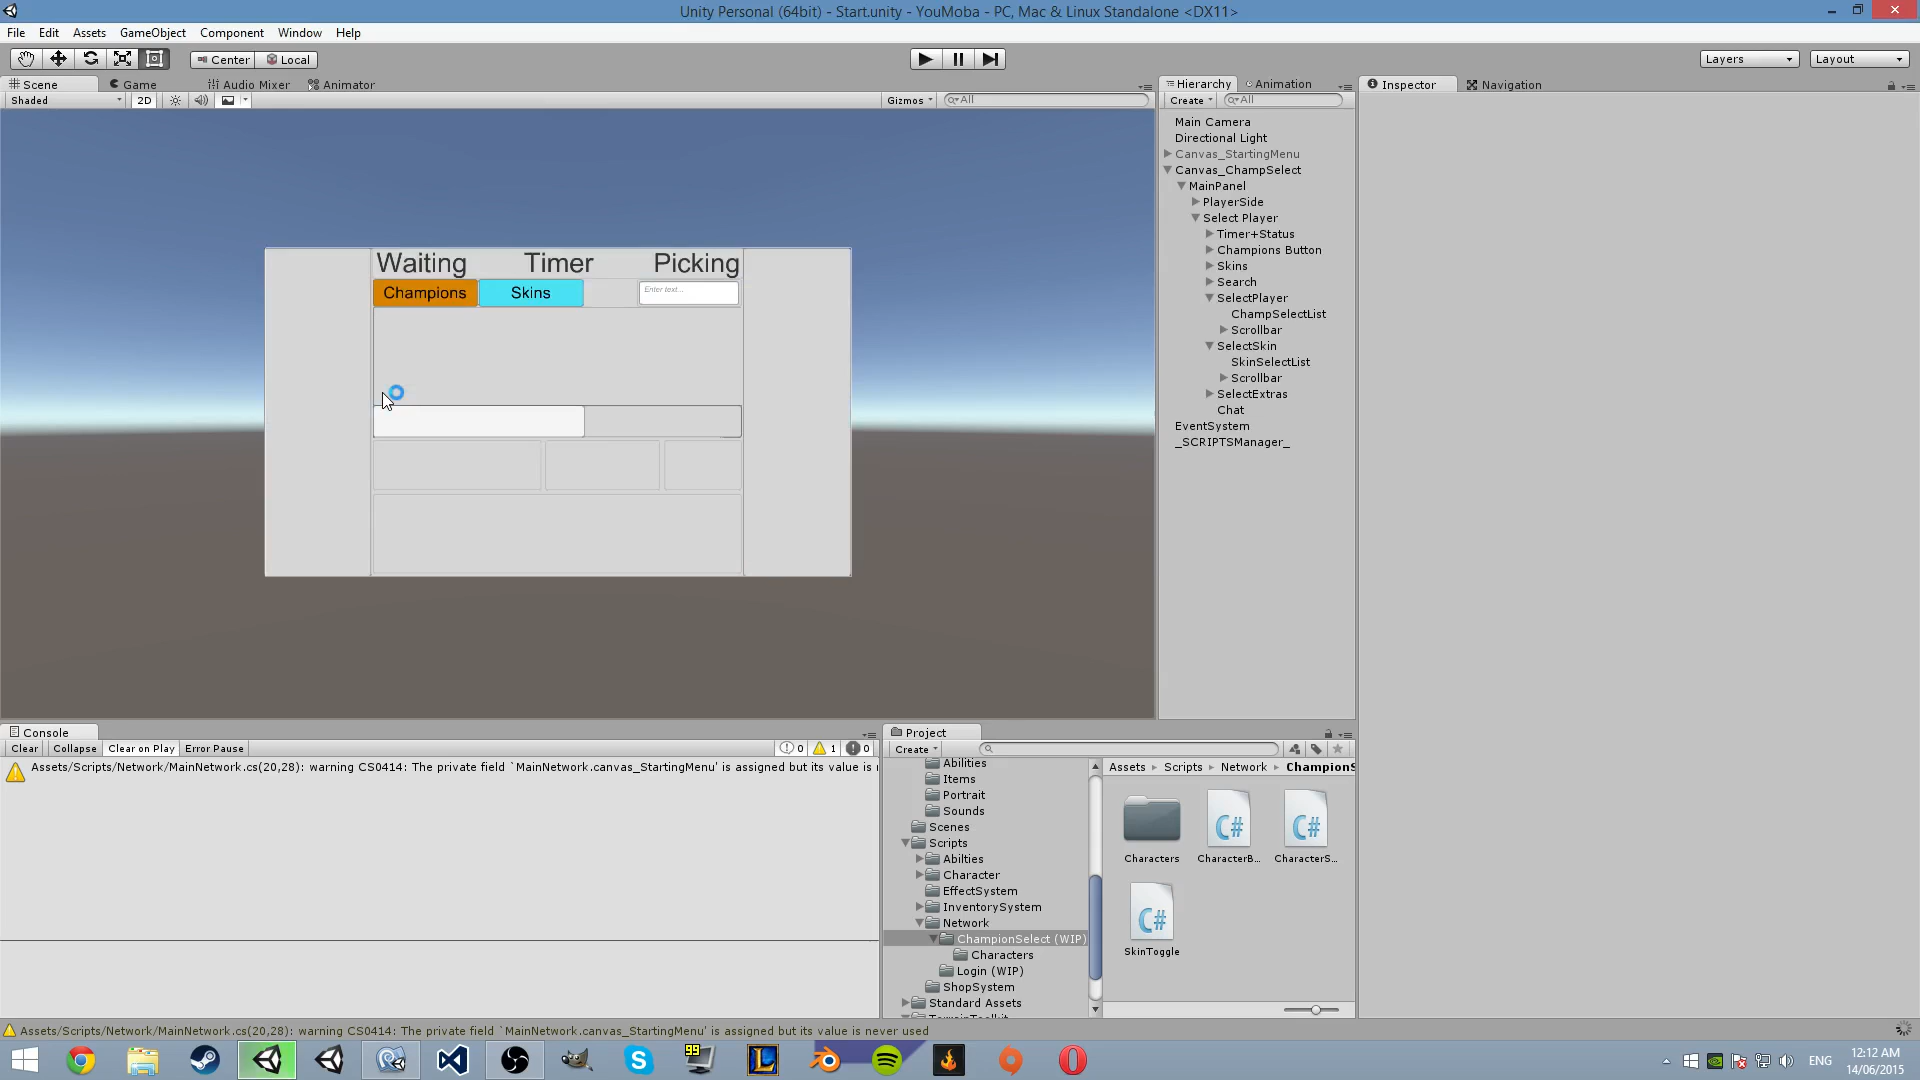 Unity Personal (64bit) - Start.unity - YouMoba - PC, Mac & Linux Standalone <DX11>
File Edit Assets GameObject Component Window Help
Center Local Layers Layout
Scene Game Audio Mixer Animator Hierarchy Animation Inspector Navigation
Shaded 2D Gizmos All Create All
Main Camera
Directional Light
Canvas_StartingMenu
Canvas_ChampSelect
MainPanel
PlayerSide
Select Player
Timer+Status
Champions Button
Skins
Search
SelectPlayer
ChampSelectList
Scrollbar
SelectSkin
SkinSelectList
Scrollbar
SelectExtras
Chat
EventSystem
_SCRIPTSManager_
Waiting Timer Picking
Champions Skins Enter text...
Console
Clear Collapse Clear on Play Error Pause 0 1 0
Assets/Scripts/Network/MainNetwork.cs(20,28): warning CS0414: The private field `MainNetwork.canvas_StartingMenu' is assigned but its value is
Project
Create
Abilities
Items
Portrait
Sounds
Scenes
Scripts
Abilties
Character
EffectSystem
InventorySystem
Network
ChampionSelect (WIP)
Characters
Login (WIP)
ShopSystem
Standard Assets
Assets Scripts Network ChampionS
Characters CharacterB... CharacterS...
C# C# C#
SkinToggle
Assets/Scripts/Network/MainNetwork.cs(20,28): warning CS0414: The private field `MainNetwork.canvas_StartingMenu' is assigned but its value is never used
99
L
ENG
12:12 AM
14/06/2015